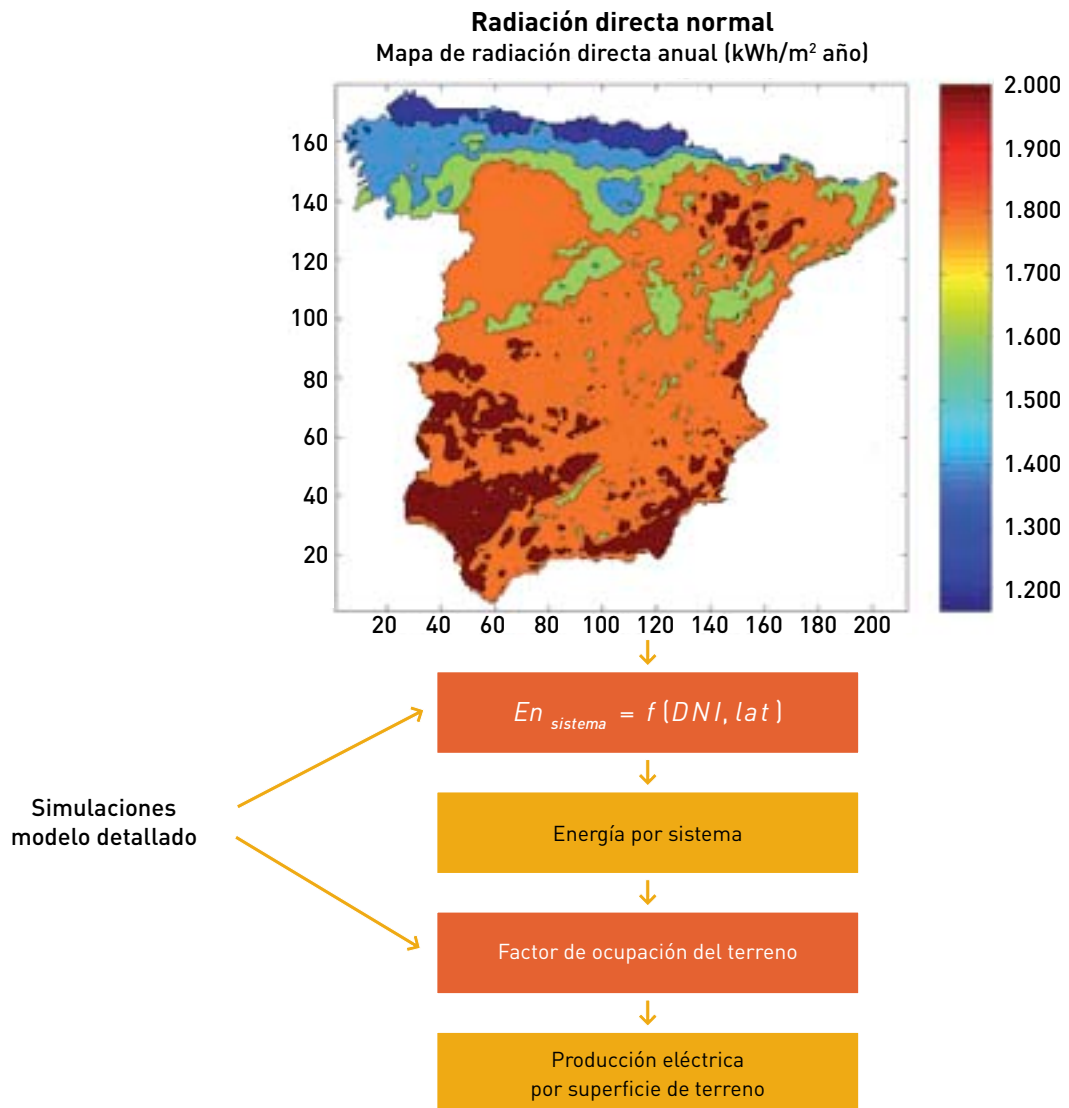 Radiación directa normal
Mapa de radiación directa anual (kWh/m² año)
160
140
120
100
80
60
40
20
20 40 60 80 100 120 140 160 180 200
2.000
1.900
1.800
1.700
1.600
1.500
1.400
1.300
1.200
En sistema = f (DNI, lat)
Simulaciones
modelo detallado
Energía por sistema
Factor de ocupación del terreno
Producción eléctrica
por superficie de terreno